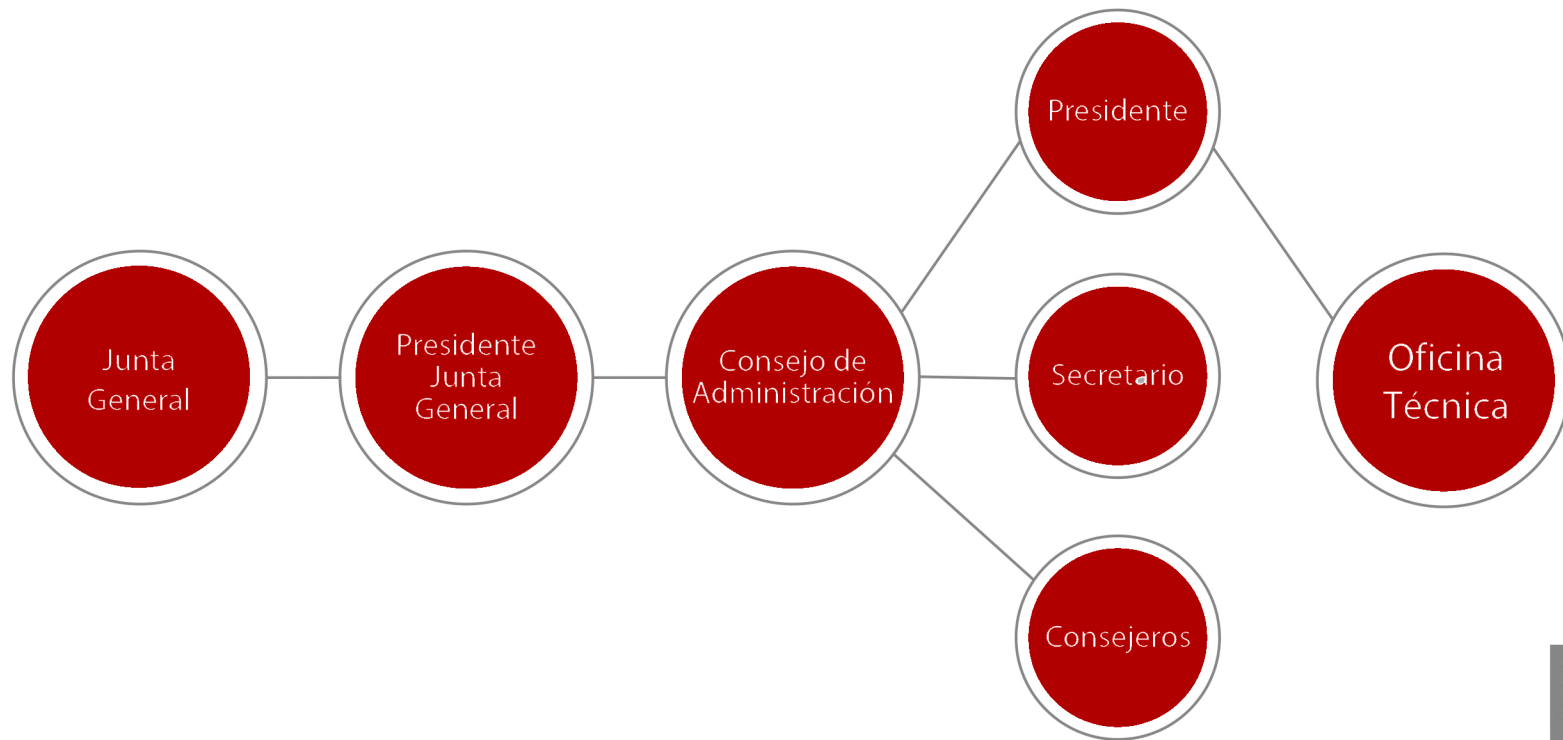 Junta
General
Presidente
Junta
General
Consejo de
Administración
Presidente
Secretario
Consejeros
Oficina
Técnica